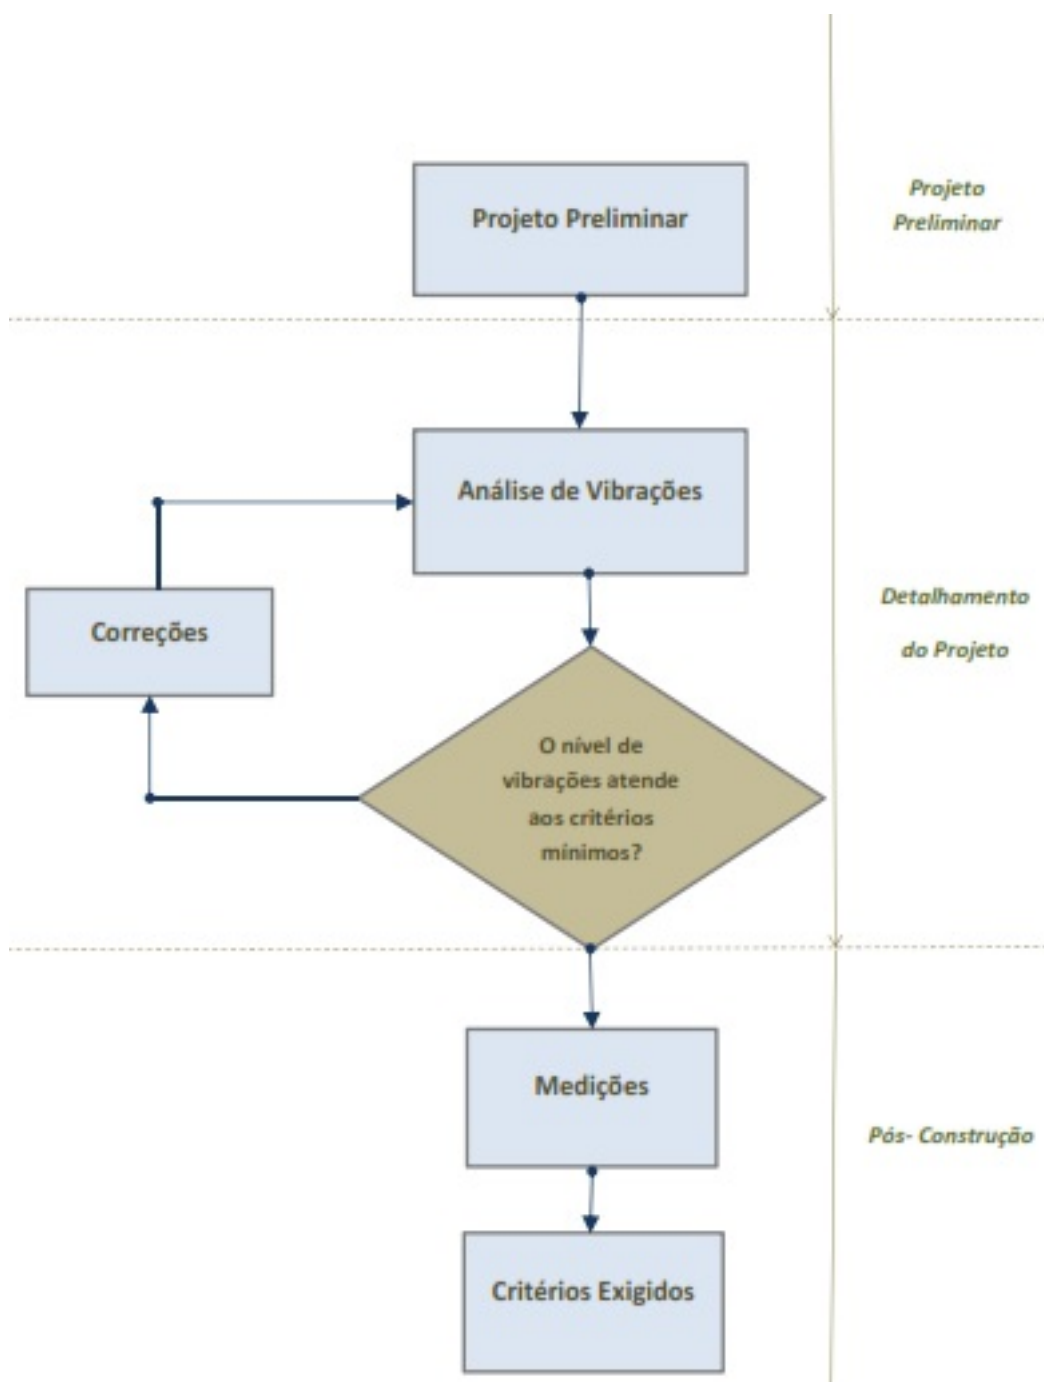 Projeto Preliminar
Projeto
Preliminar
Análise de Vibrações
Correções
Detalhamento
do Projeto
O nível de
vibrações atende
aos critérios
mínimos?
Medições
Pós- Construção
Critérios Exigidos